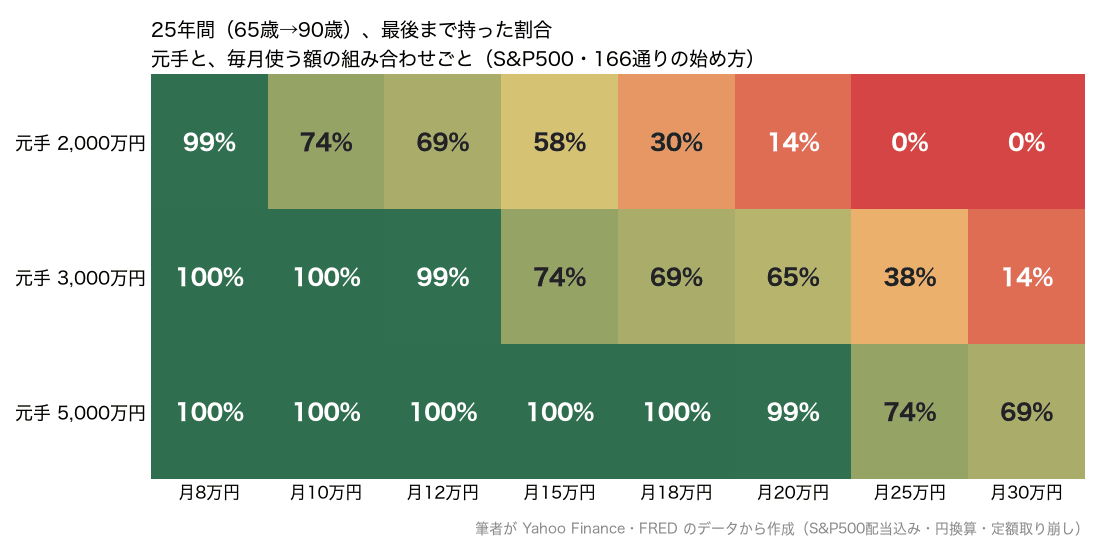 25年間（65歳→90歳）、最後まで持った割合
元手と、毎月使う額の組み合わせごと（S&P500・166通りの始め方）
元手 2,000万円 99% 74% 69% 58% 30% 14% 0% 0%
元手 3,000万円 100% 100% 99% 74% 69% 65% 38% 14%
元手 5,000万円 100% 100% 100% 100% 100% 99% 74% 69%
月8万円 月10万円 月12万円 月15万円 月18万円 月20万円 月25万円 月30万円
筆者が Yahoo Finance・FRED のデータから作成（S&P500配当込み・円換算・定額取り崩し）